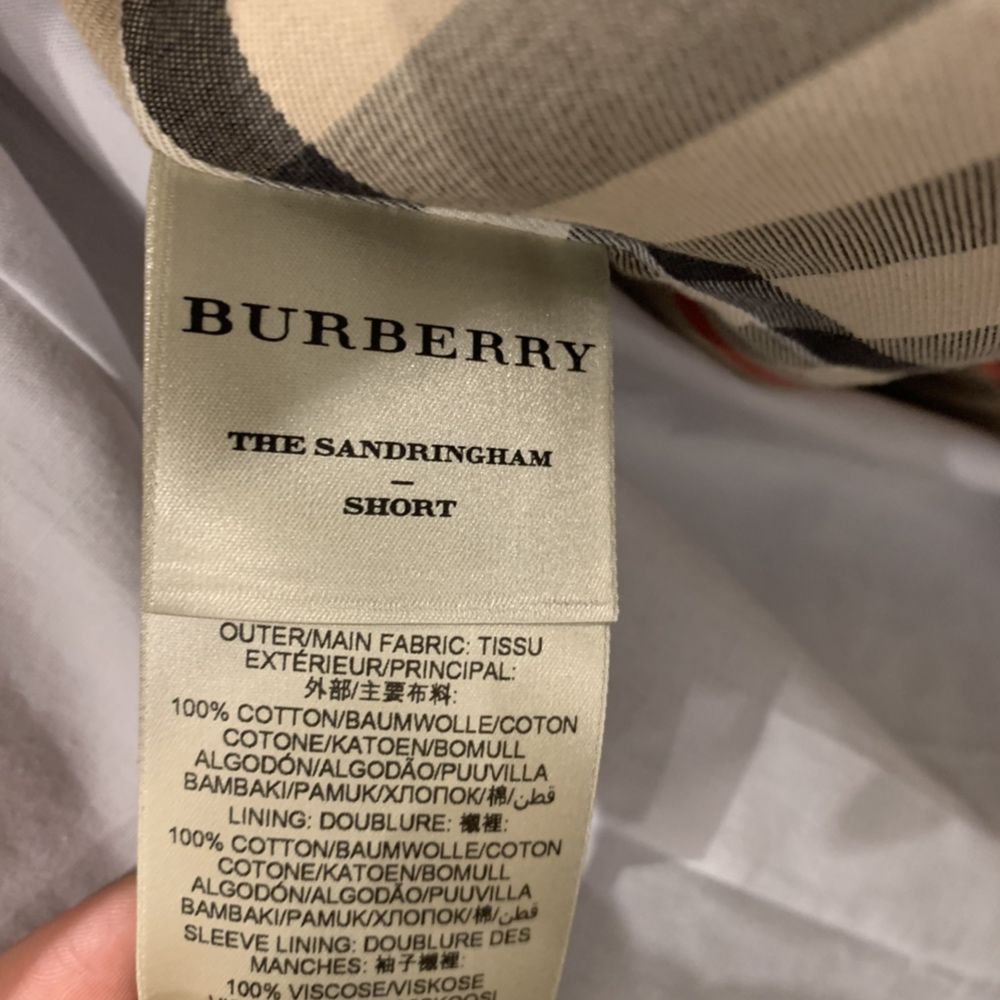 BURBERRY
THE SANDRINGHAM
–
SHORT
OUTER/MAIN FABRIC: TISSU
EXTÉRIEUR/PRINCIPAL:
外部/主要布料:
100% COTTON/BAUMWOLLE/COTON
COTONE/KATOEN/BOMULL
ALGODÓN/ALGODÃO/PUUVILLA
BAMBAKI/PAMUK/ХЛОПОК/棉/قطن
LINING: DOUBLURE: 襯裡:
100% COTTON/BAUMWOLLE/COTON
COTONE/KATOEN/BOMULL
ALGODÓN/ALGODÃO/PUUVILLA
BAMBAKI/PAMUK/ХЛОПОК/棉/قطن
SLEEVE LINING: DOUBLURE DES
MANCHES: 袖子襯裡:
100% VISCOSE/VISKOSE